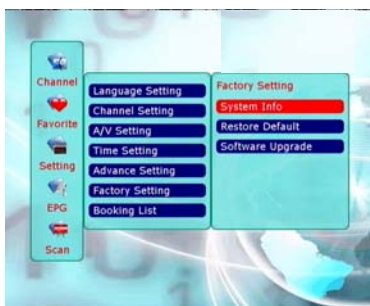 Channel
Favorite
Setting
EPG
Scan
Language Setting
Channel Setting
A/V Setting
Time Setting
Advance Setting
Factory Setting
Booking List
Factory Setting
System Info
Restore Default
Software Upgrade